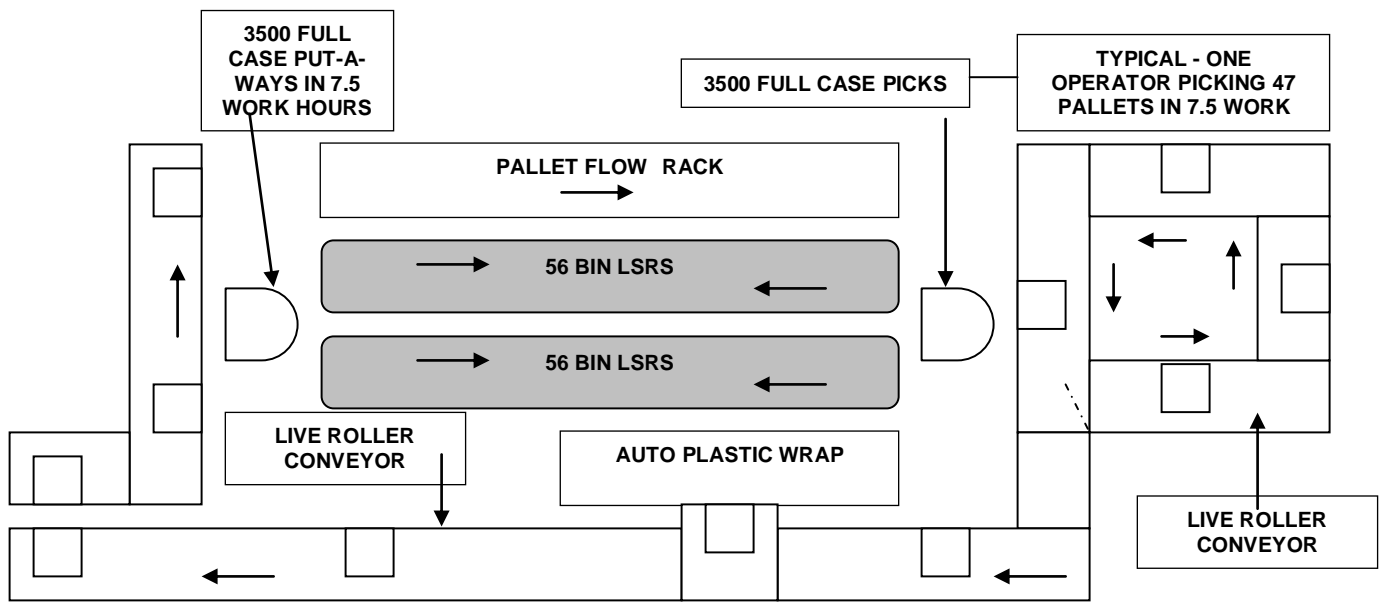 3500 FULL
CASE PUT-A-
WAYS IN 7.5
WORK HOURS
3500 FULL CASE PICKS
TYPICAL - ONE
OPERATOR PICKING 47
PALLETS IN 7.5 WORK
PALLET FLOW RACK
56 BIN LSRS
56 BIN LSRS
LIVE ROLLER
CONVEYOR
AUTO PLASTIC WRAP
LIVE ROLLER
CONVEYOR